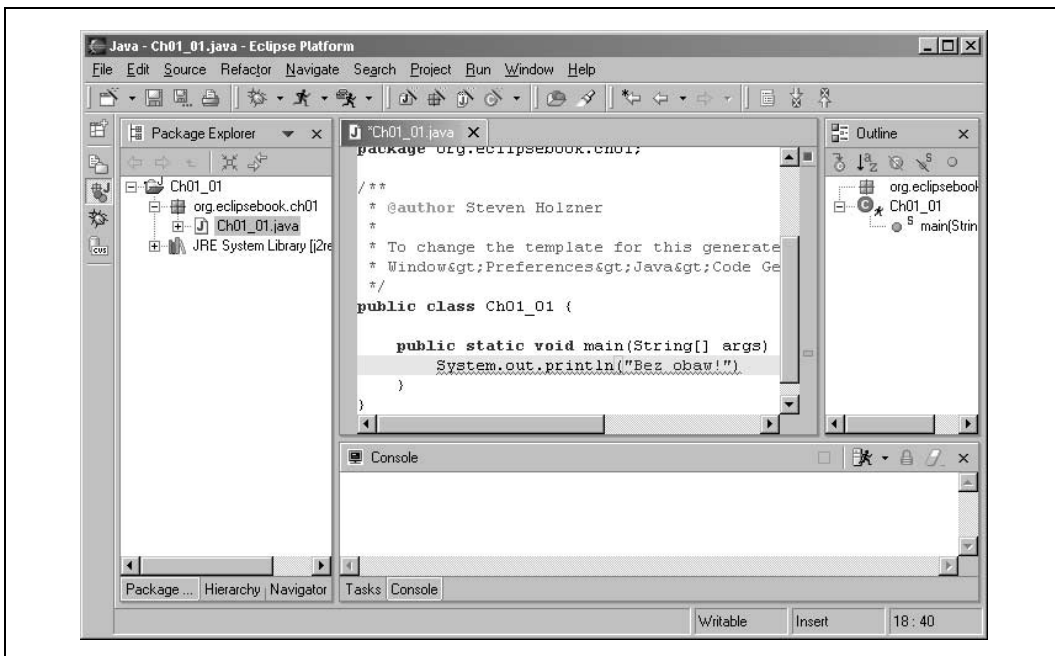 Java - Ch01_01.java - Eclipse Platform
File Edit Source Refactor Navigate Search Project Run Window Help
Package Explorer
Ch01_01
org.eclipsebook.ch01
Ch01_01.java
JRE System Library [j2re
*Ch01_01.java
package org.eclipsebook.ch01;
/**
* @author Steven Holzner
*
* To change the template for this generate
* Window&gt;Preferences&gt;Java&gt;Code Ge
*/
public class Ch01_01 {
public static void main(String[] args)
System.out.println("Bez obaw!")
}
}
Outline
org.eclipsebook
Ch01_01
main(Strin
Console
Package ... Hierarchy Navigator
Tasks Console
Writable Insert 18 : 40